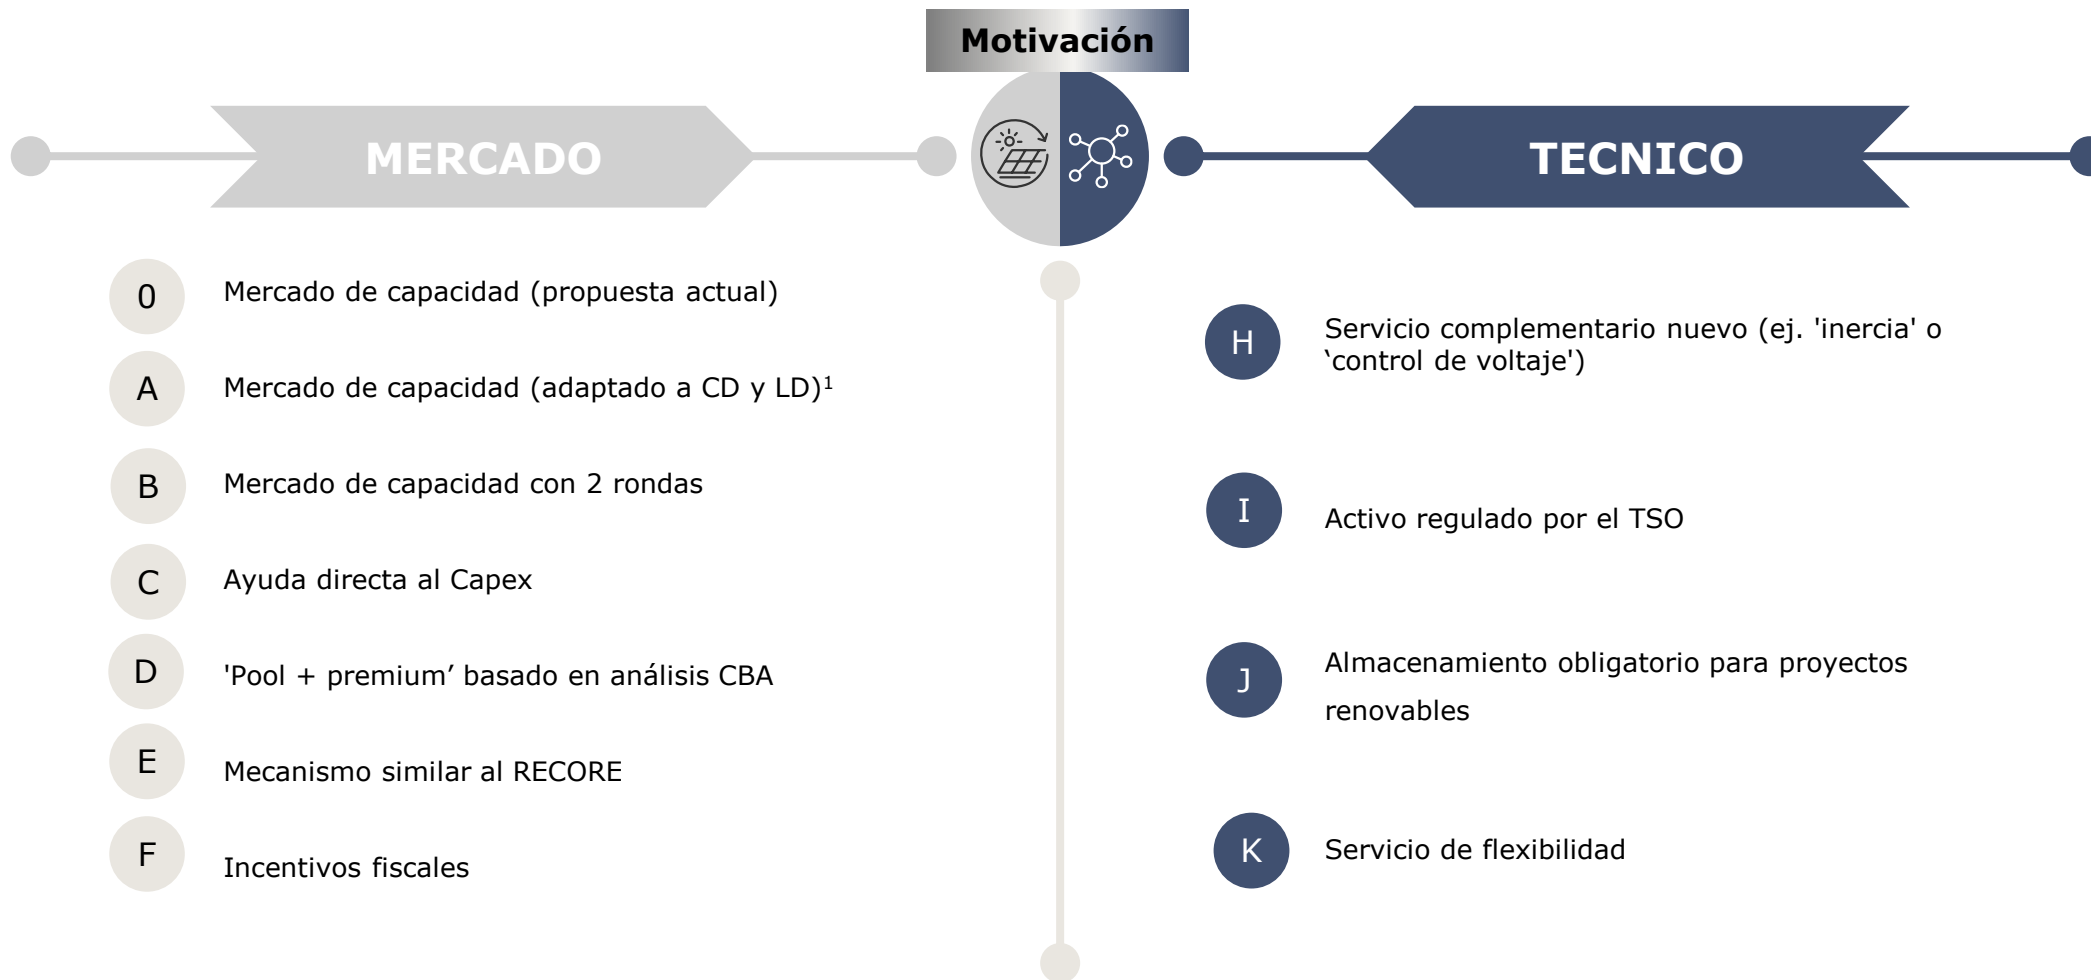 Motivación
MERCADO
0
Mercado de capacidad (propuesta actual)
A
Mercado de capacidad (adaptado a CD y LD)¹
B
Mercado de capacidad con 2 rondas
C
Ayuda directa al Capex
D
'Pool + premium’ basado en análisis CBA
E
Mecanismo similar al RECORE
F
Incentivos fiscales
TECNICO
H
Servicio complementario nuevo (ej. 'inercia' o
‘control de voltaje')
I
Activo regulado por el TSO
J
Almacenamiento obligatorio para proyectos
renovables
K
Servicio de flexibilidad